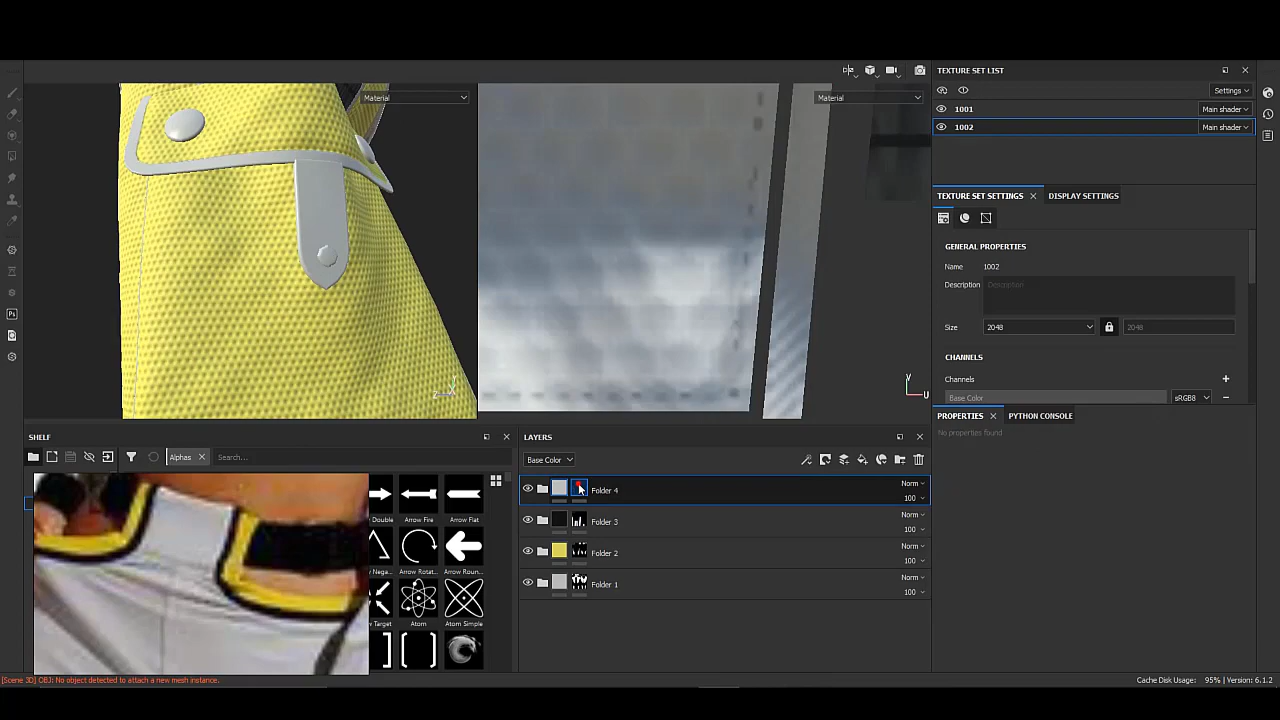 Material
Material
TEXTURE SET LIST
Settings
1001
Main shader
1002
Main shader
TEXTURE SET SETTINGS
DISPLAY SETTINGS
GENERAL PROPERTIES
Name 1002
Description Description
Size 2048 2048
CHANNELS
Channels
Base Color sRGB8
PROPERTIES
PYTHON CONSOLE
No properties found
SHELF
Alphas
Search...
Double
Arrow Fire
Arrow Flat
Arrow Rotat...
Arrow Roun...
Target
Atom
Atom Simple
LAYERS
Base Color
Folder 4 Norm
100
Folder 3 Norm
100
Folder 2 Norm
100
Folder 1 Norm
100
Ps
V
U
[Scene 3D] OBJ: No object detected to attach a new mesh instance.
Cache Disk Usage: 95% | Version: 6.1.2